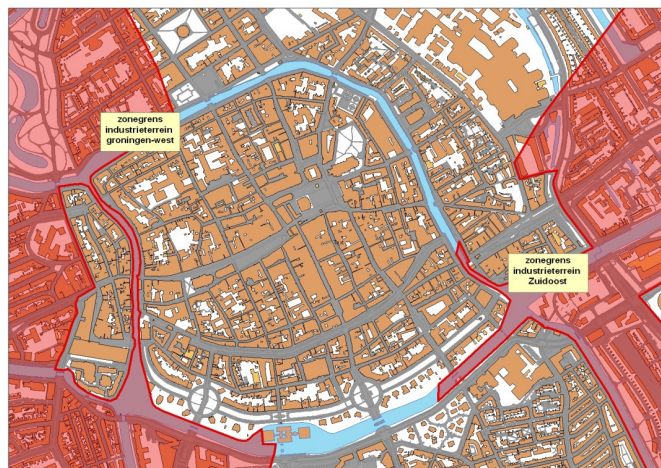 zonegrens
industrieterrein
groningen-west
zonegrens
industrieterrein
Zuidoost